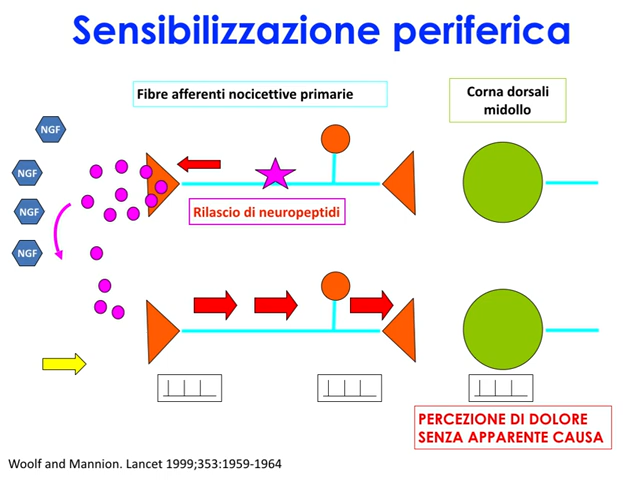 Sensibilizzazione periferica
Fibre afferenti nocicettive primarie
Corna dorsali
midollo
NGF
NGF
NGF
NGF
Rilascio di neuropeptidi
PERCEZIONE DI DOLORE
SENZA APPARENTE CAUSA
Woolf and Mannion. Lancet 1999;353:1959-1964